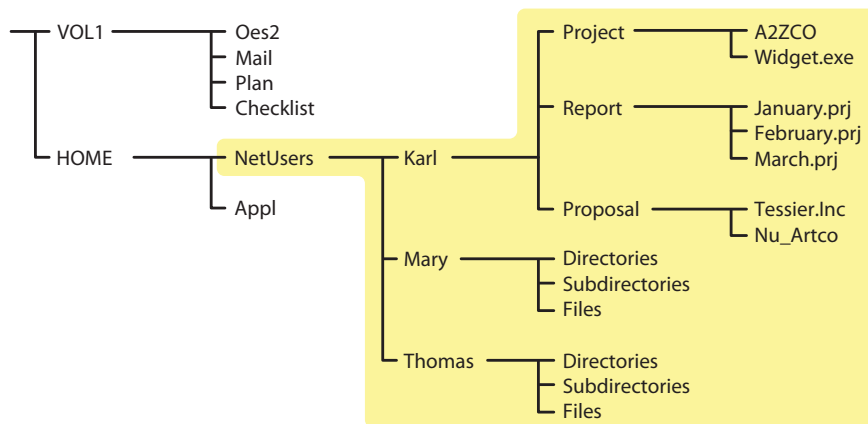 VOL1 Oes2 Project A2ZCO
Mail Widget.exe
Plan
Checklist Report January.prj
February.prj
HOME NetUsers Karl March.prj
Appl Proposal Tessier.Inc
Nu_Artco
Mary Directories
Subdirectories
Files
Thomas Directories
Subdirectories
Files